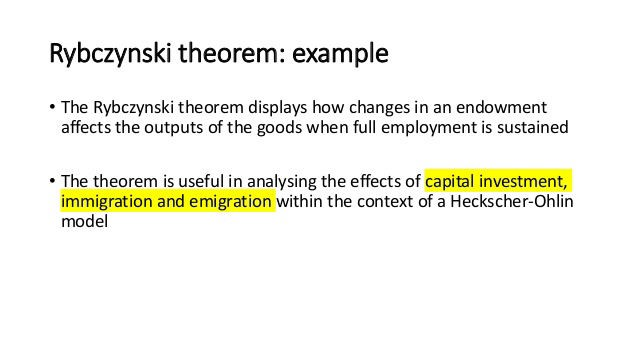 Rybczynski theorem: example
• The Rybczynski theorem displays how changes in an endowment
affects the outputs of the goods when full employment is sustained
• The theorem is useful in analysing the effects of capital investment,
immigration and emigration within the context of a Heckscher-Ohlin
model